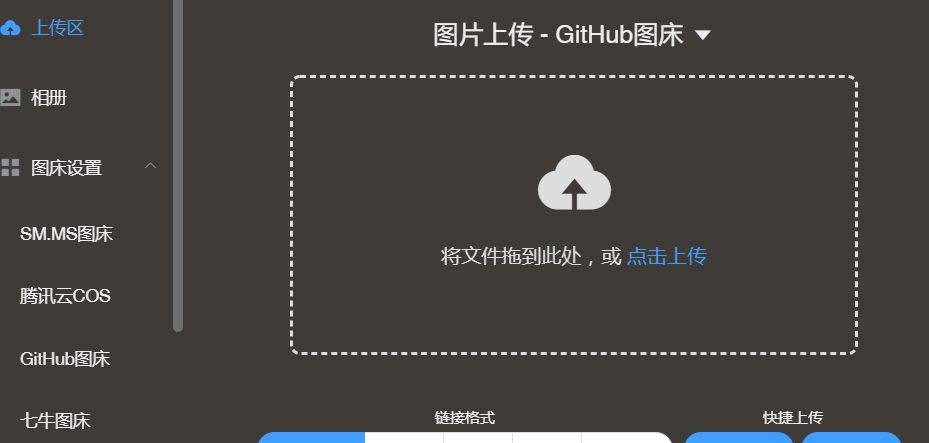 上传区
相册
图床设置
SM.MS图床
腾讯云COS
GitHub图床
七牛图床
图片上传 - GitHub图床
将文件拖到此处，或 点击上传
链接格式
快捷上传